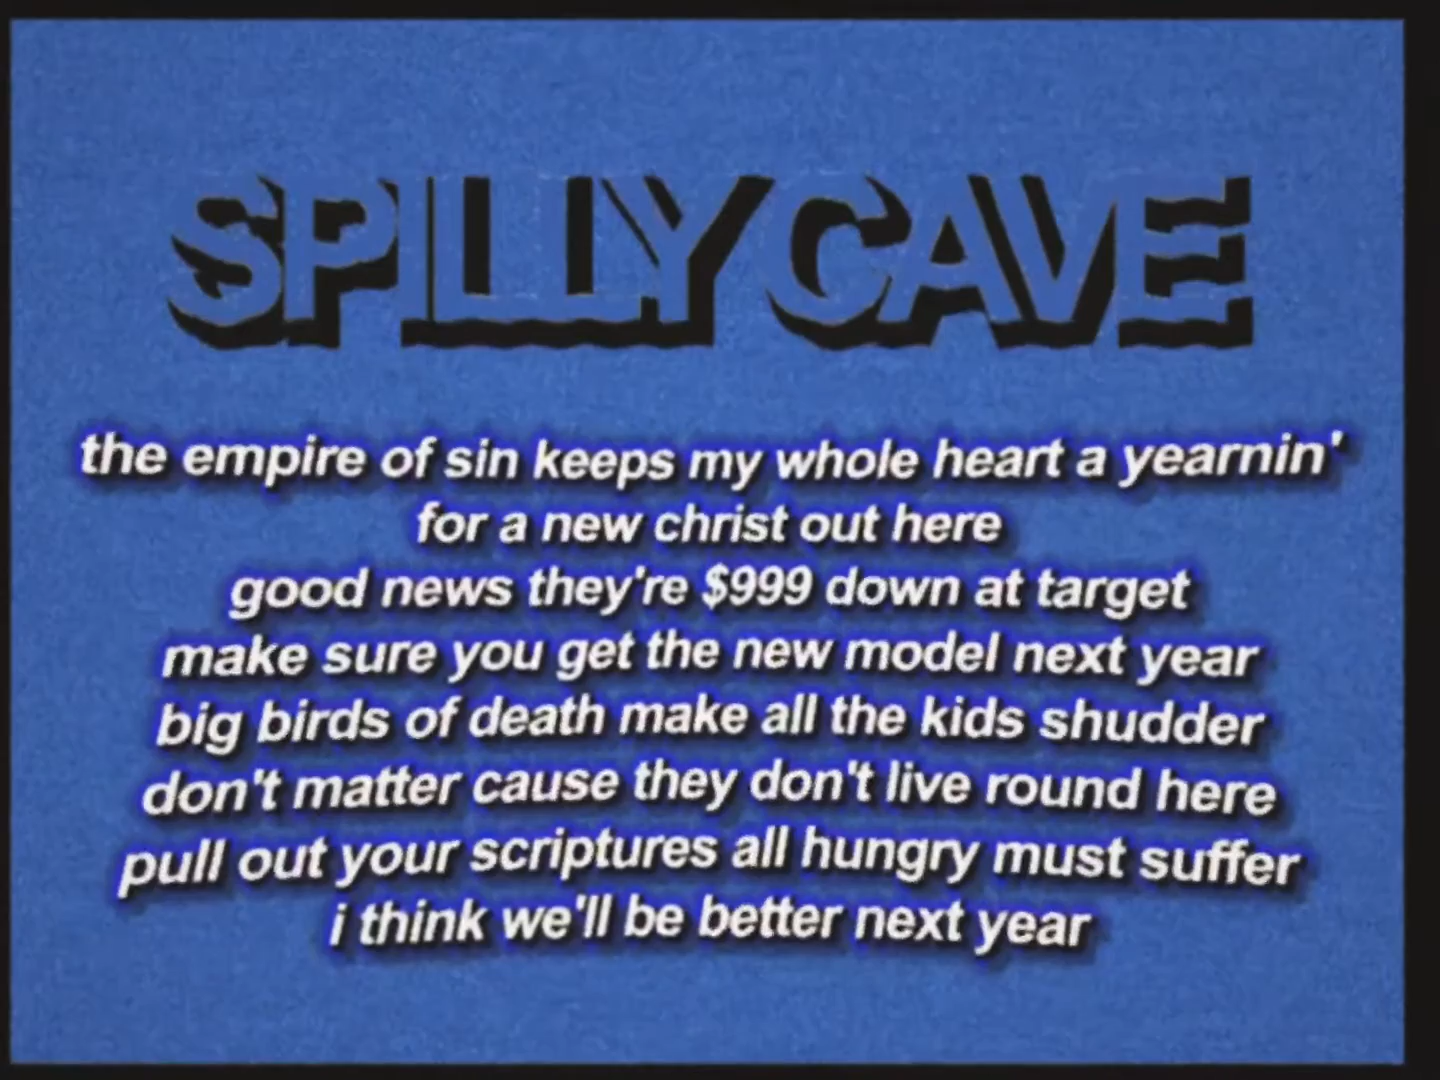 SPILLY CAVE
the empire of sin keeps my whole heart a yearnin'
for a new christ out here
good news they're $999 down at target
make sure you get the new model next year
big birds of death make all the kids shudder
don't matter cause they don't live round here
pull out your scriptures all hungry must suffer
i think we'll be better next year